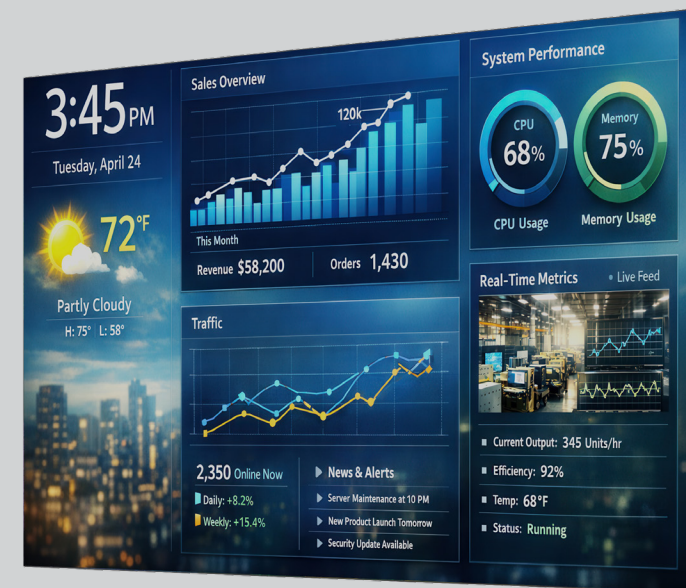 3:45 PM
Tuesday, April 24
72°F
Partly Cloudy
H: 75° L: 58°
Sales Overview
120k
This Month
Revenue $58,200 Orders 1,430
Traffic
2,350 Online Now
Daily: +8.2%
Weekly: +15.4%
News & Alerts
Server Maintenance at 10 PM
New Product Launch Tomorrow
Security Update Available
System Performance
CPU
68%
CPU Usage
Memory
75%
Memory Usage
Real-Time Metrics • Live Feed
Current Output: 345 Units/hr
Efficiency: 92%
Temp: 68°F
Status: Running